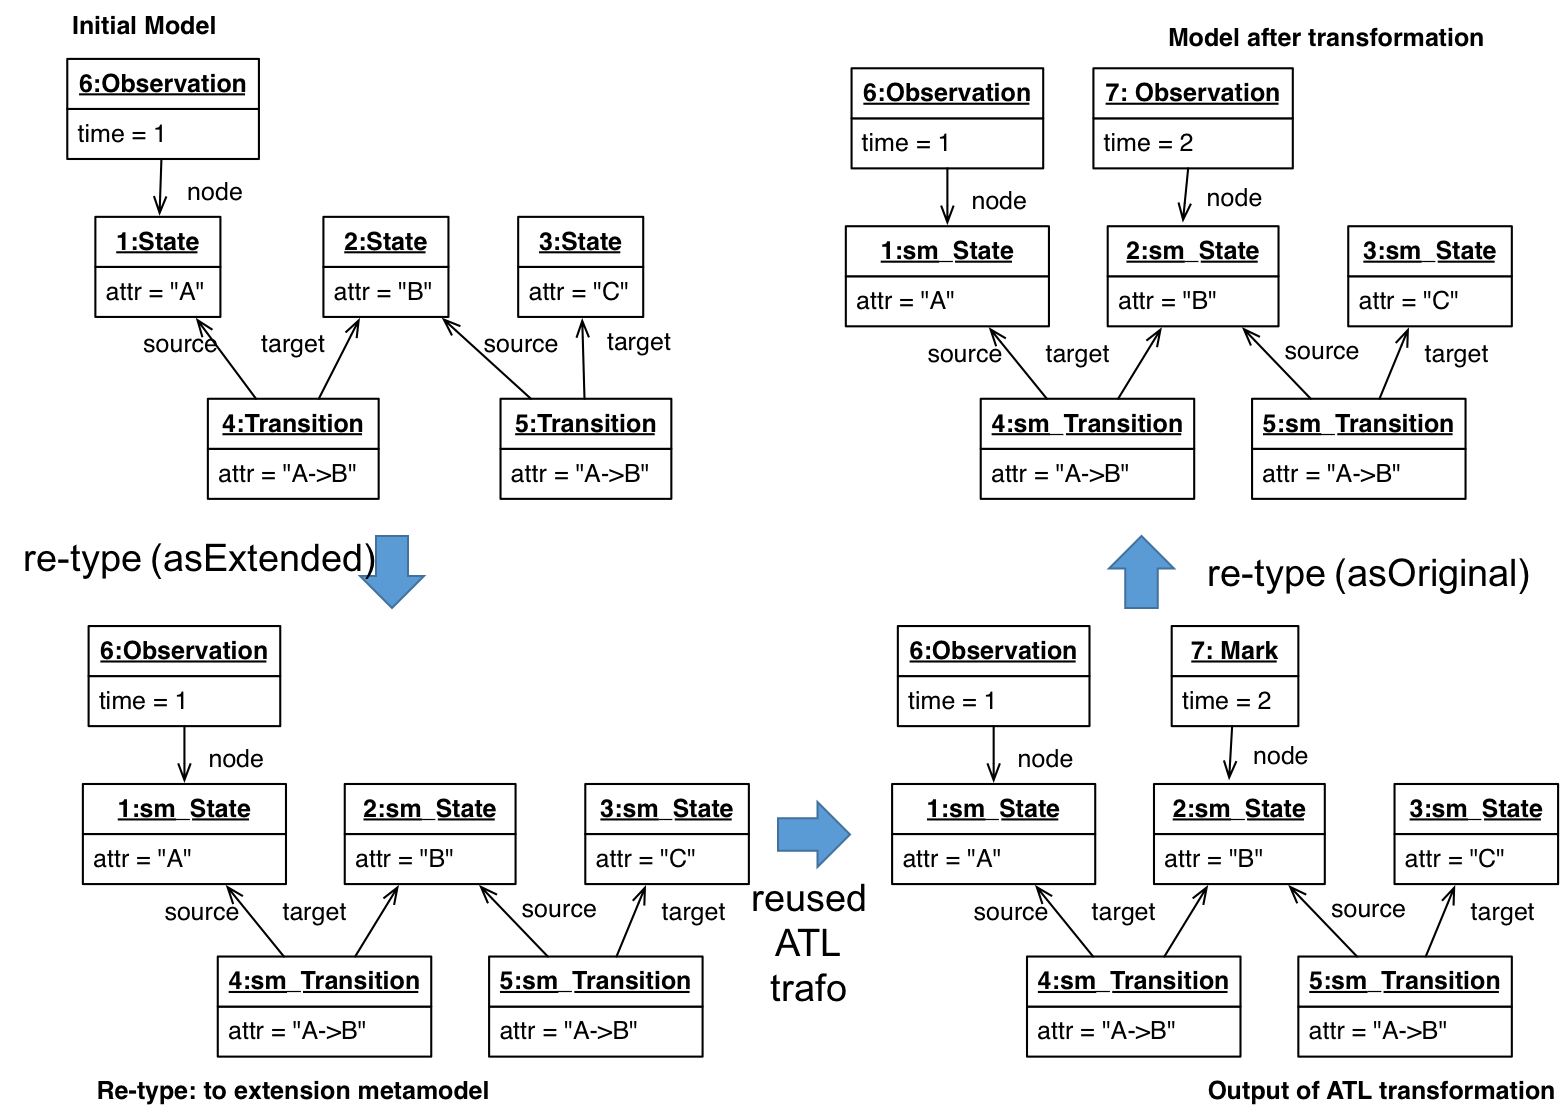 Initial Model
6:Observation
time = 1
node
1:State
attr = "A"
2:State
attr = "B"
3:State
attr = "C"
source
target
source
target
4:Transition
attr = "A->B"
5:Transition
attr = "A->B"
re-type (asExtended)
6:Observation
time = 1
node
1:sm_State
attr = "A"
2:sm_State
attr = "B"
3:sm_State
attr = "C"
source
target
source
target
4:sm_Transition
attr = "A->B"
5:sm_Transition
attr = "A->B"
Re-type: to extension metamodel
reused
ATL
trafo
6:Observation
time = 1
node
7: Mark
time = 2
node
1:sm_State
attr = "A"
2:sm_State
attr = "B"
3:sm_State
attr = "C"
source
target
source
target
4:sm_Transition
attr = "A->B"
5:sm_Transition
attr = "A->B"
Output of ATL transformation
re-type (asOriginal)
Model after transformation
6:Observation
time = 1
node
7: Observation
time = 2
node
1:sm_State
attr = "A"
2:sm_State
attr = "B"
3:sm_State
attr = "C"
source
target
source
target
4:sm_Transition
attr = "A->B"
5:sm_Transition
attr = "A->B"